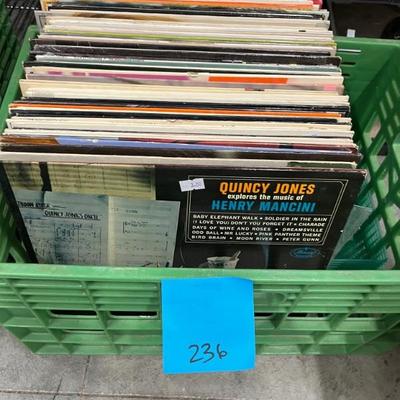 QUINCY JONES
explores the music of
HENRY MANCINI
BABY ELEPHANT WALK • SOLDIER IN THE RAIN
(I LOVE YOU) DON'T YOU FORGET IT • CHARADE
DAYS OF WINE AND ROSES • DREAMSVILLE
ODD BALL • MR LUCKY • PINK PANTHER THEME
BIRD BRAIN • MOON RIVER • PETER GUNN
QUINCY JONES ORCH
236